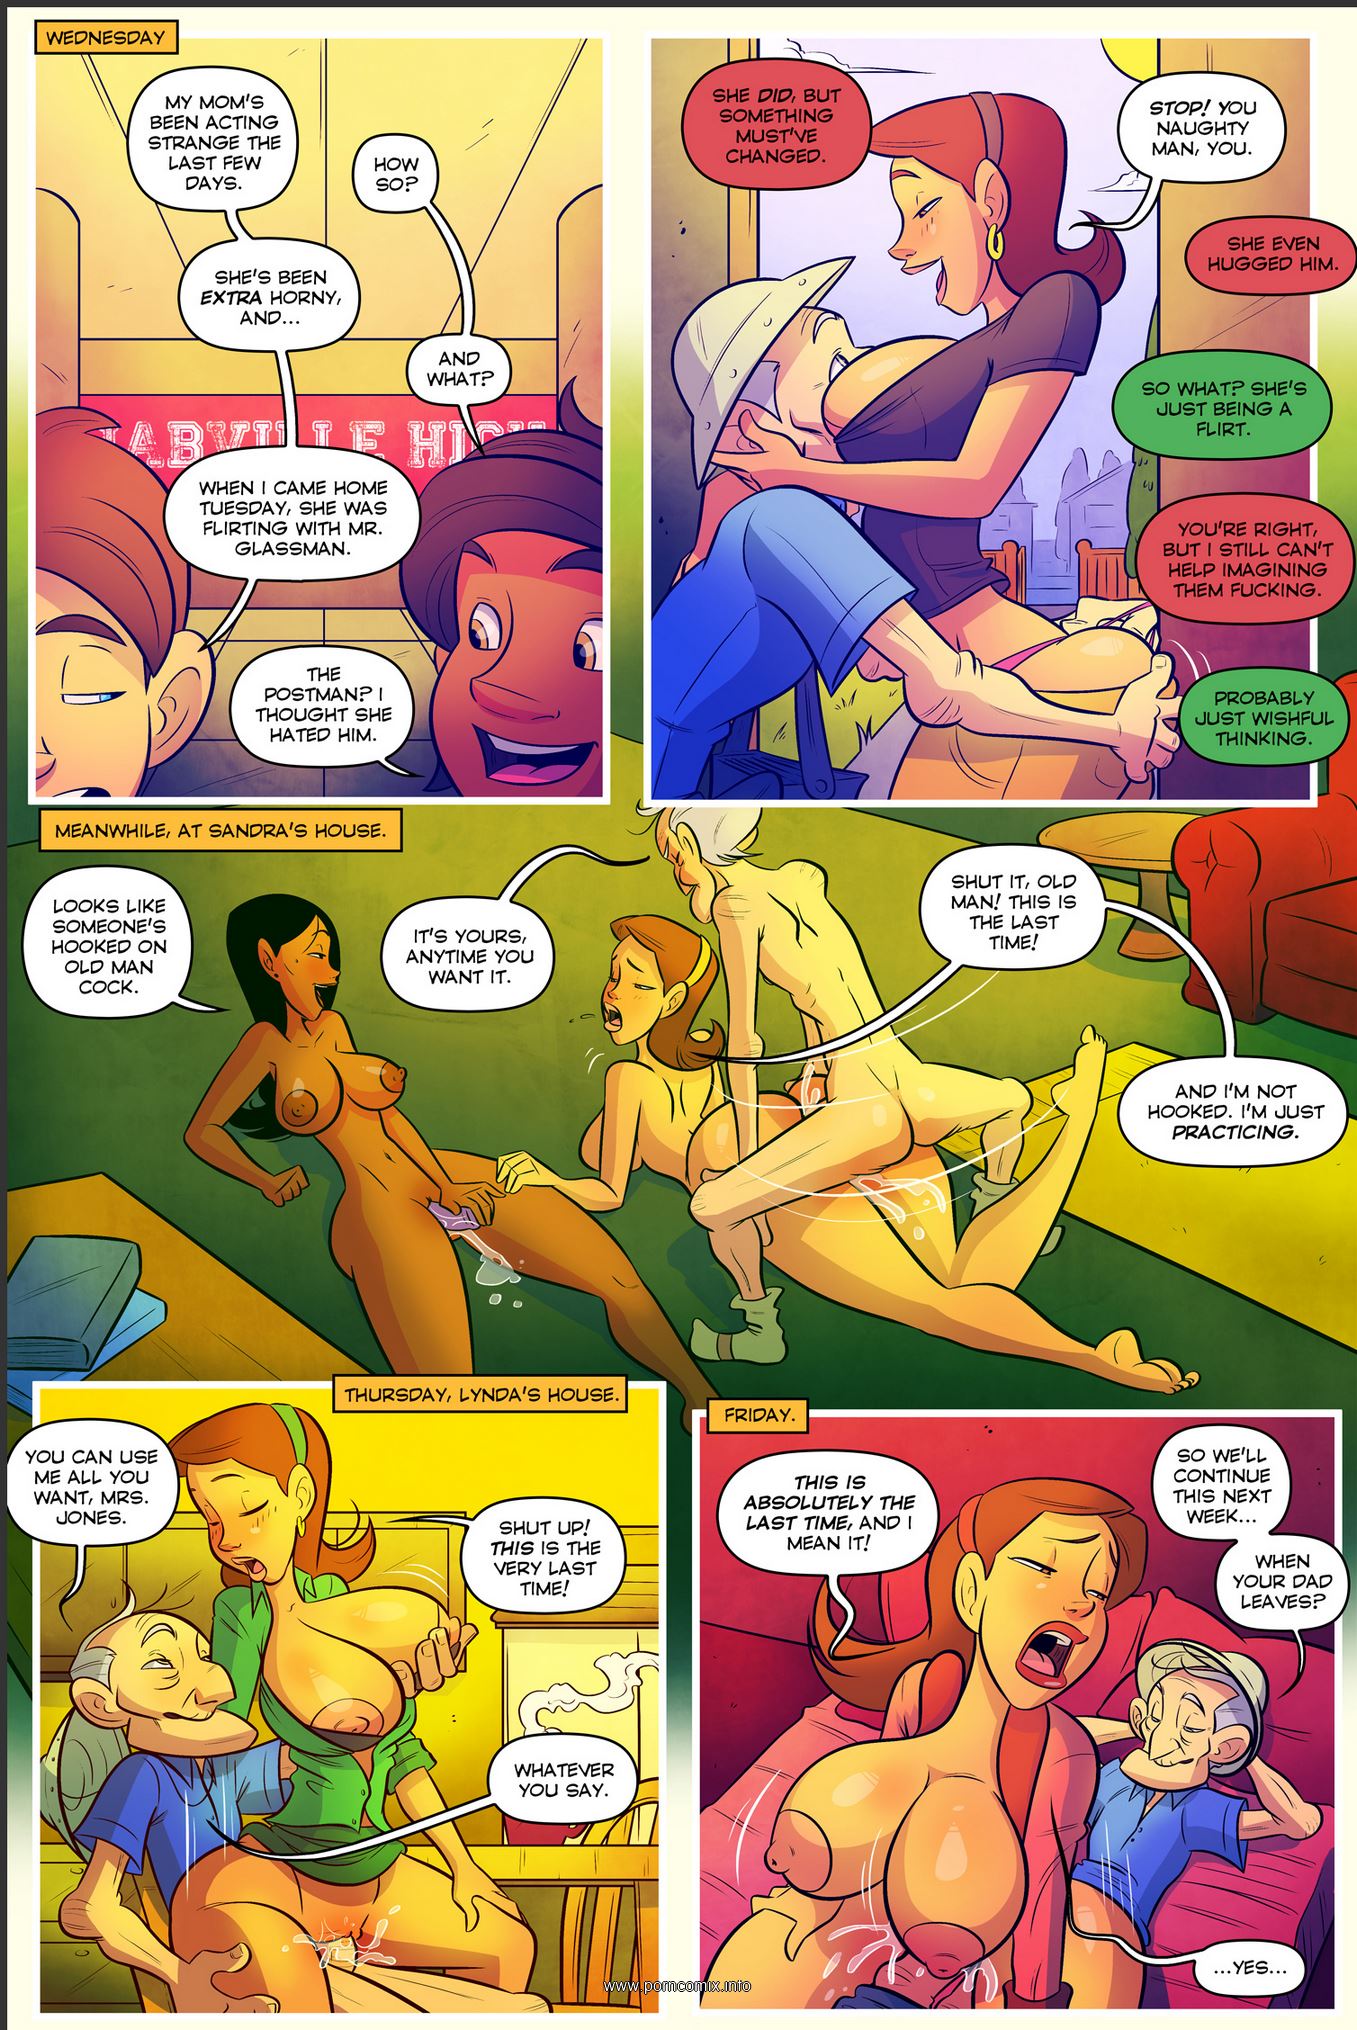 WEDNESDAY
MY MOM'S
BEEN ACTING
STRANGE THE
LAST FEW
DAYS.
HOW
SO?
SHE'S BEEN
EXTRA HORNY,
AND...
AND
WHAT?
WHEN I CAME HOME
TUESDAY, SHE WAS
FLIRTING WITH MR.
GLASSMAN.
THE
POSTMAN? I
THOUGHT SHE
HATED HIM.
SHE DID, BUT
SOMETHING
MUST'VE
CHANGED.
STOP! YOU
NAUGHTY
MAN, YOU.
SHE EVEN
HUGGED HIM.
SO WHAT? SHE'S
JUST BEING A
FLIRT.
YOU'RE RIGHT,
BUT I STILL CAN'T
HELP IMAGINING
THEM FUCKING.
PROBABLY
JUST WISHFUL
THINKING.
MEANWHILE, AT SANDRA'S HOUSE.
LOOKS LIKE
SOMEONE'S
HOOKED ON
OLD MAN
COCK.
IT'S YOURS,
ANYTIME YOU
WANT IT.
SHUT IT, OLD
MAN! THIS IS
THE LAST
TIME!
AND I'M NOT
HOOKED. I'M JUST
PRACTICING.
THURSDAY, LYNDA'S HOUSE.
YOU CAN USE
ME ALL YOU
WANT, MRS.
JONES.
SHUT UP!
THIS IS THE
VERY LAST
TIME!
WHATEVER
YOU SAY.
FRIDAY.
THIS IS
ABSOLUTELY THE
LAST TIME, AND I
MEAN IT!
SO WE'LL
CONTINUE
THIS NEXT
WEEK...
WHEN
YOUR DAD
LEAVES?
...YES...
www.porncomix.info